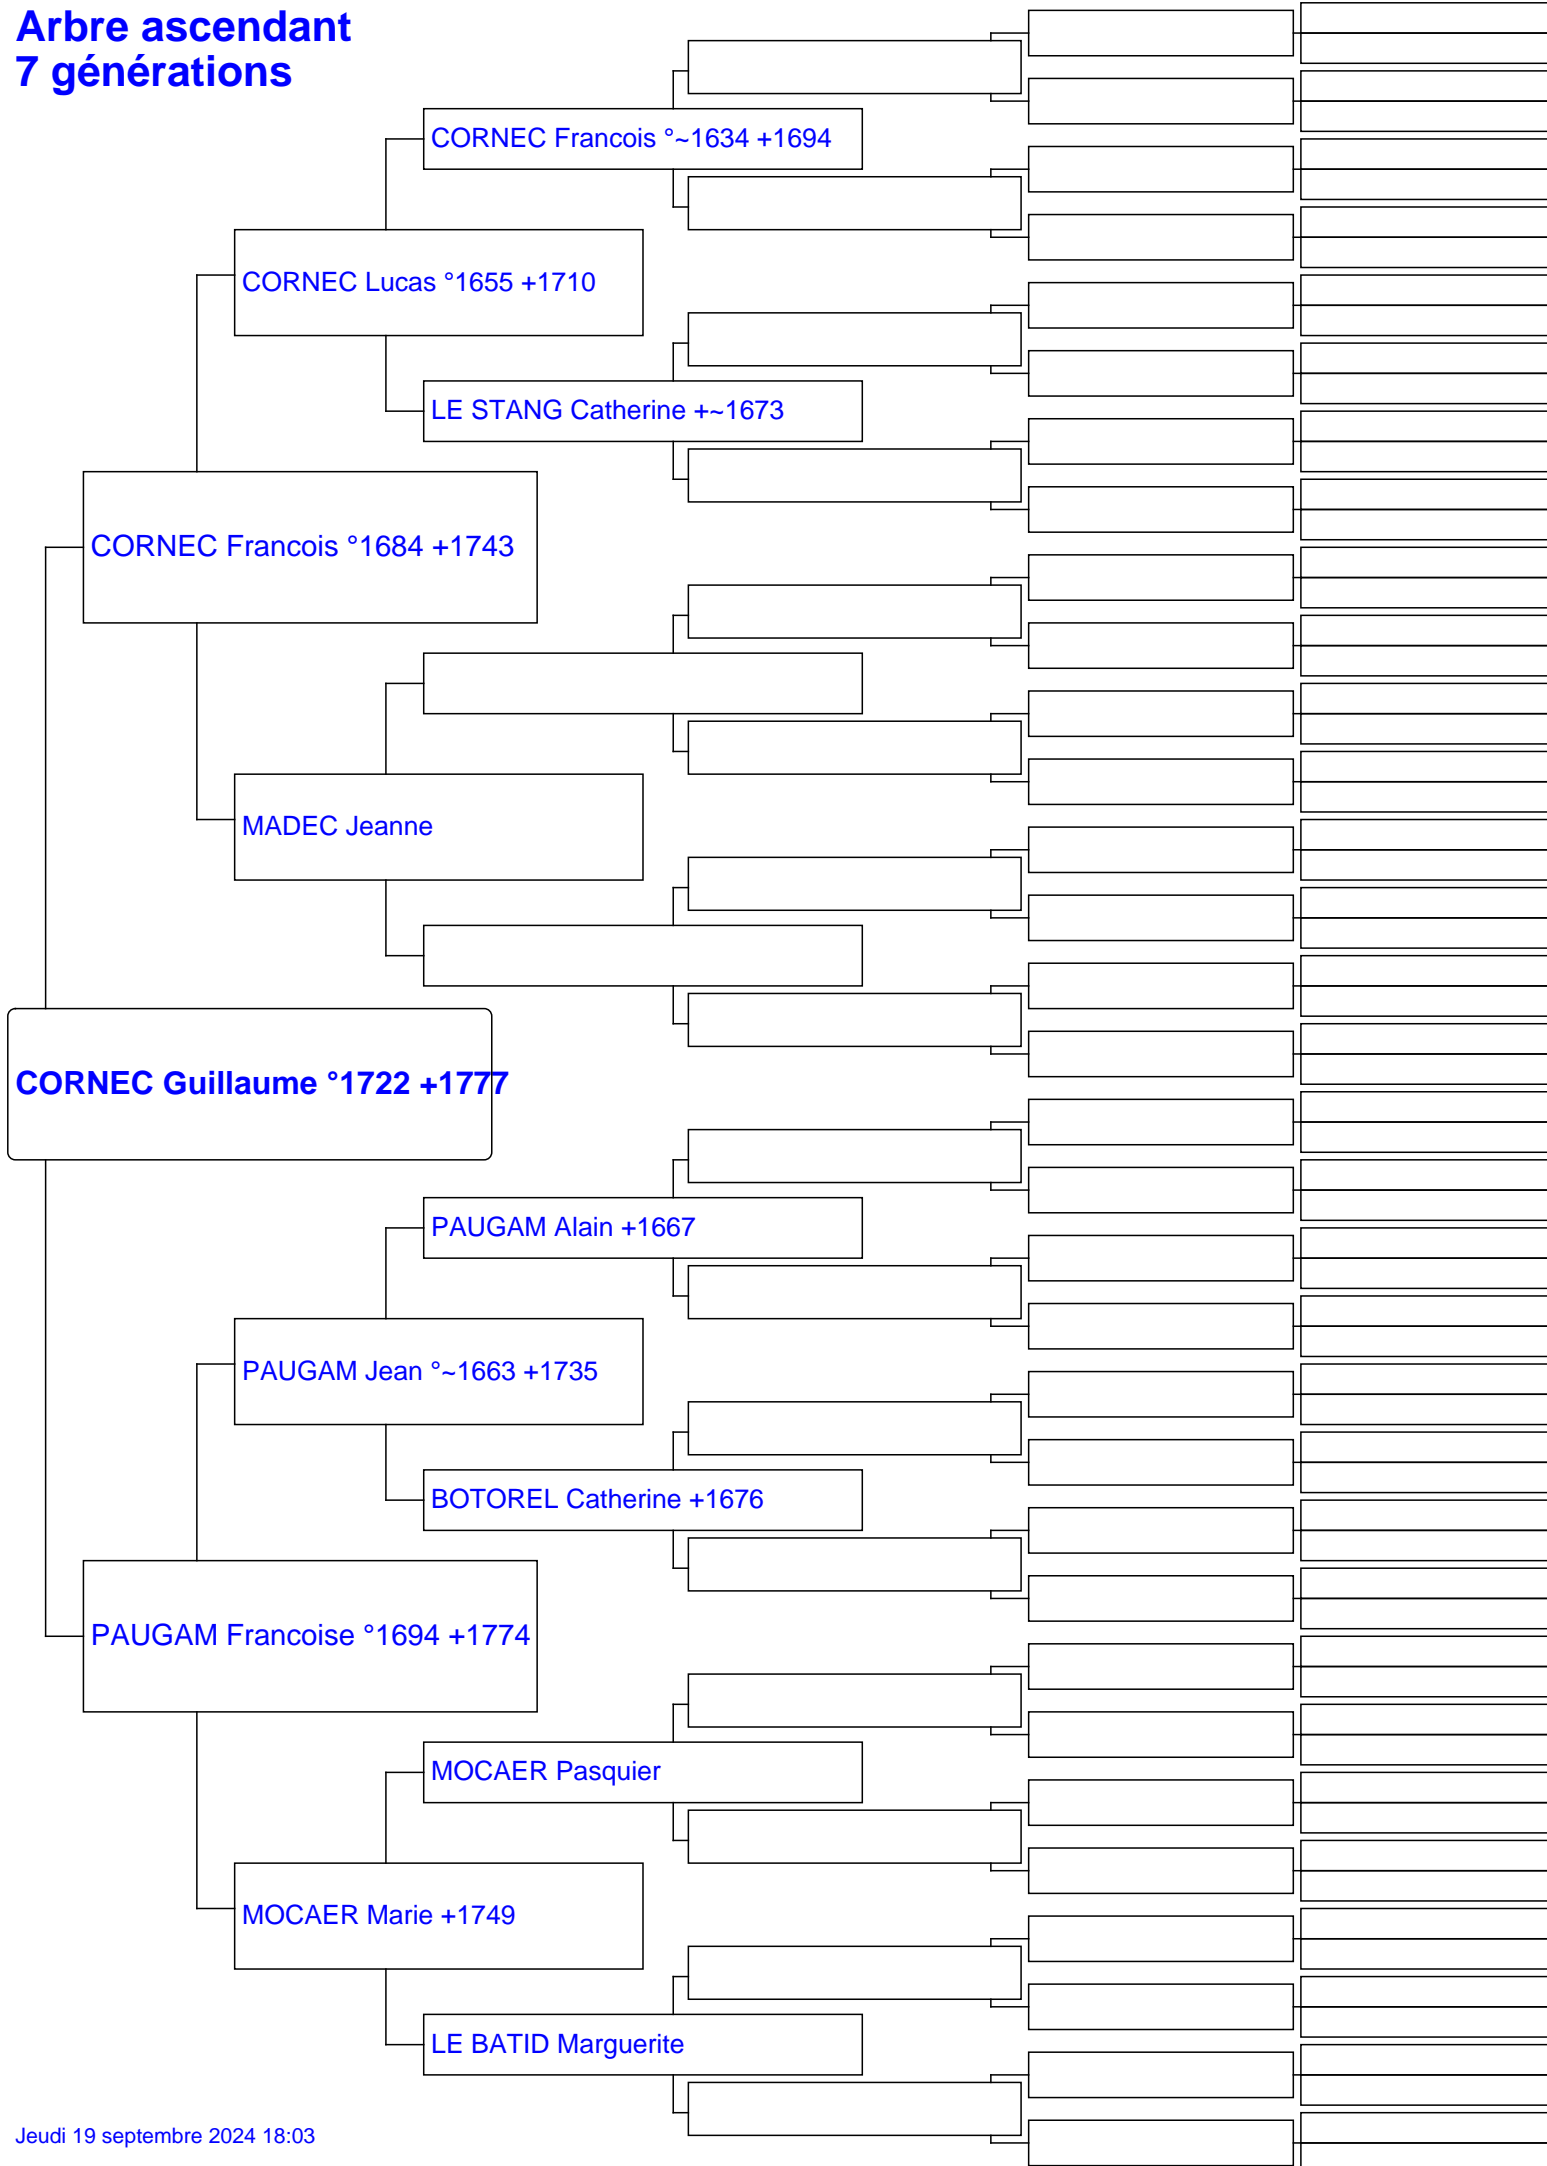 Arbre ascendant
7 générations
CORNEC Francois °~1634 +1694
CORNEC Lucas °1655 +1710
LE STANG Catherine +~1673
CORNEC Francois °1684 +1743
MADEC Jeanne
CORNEC Guillaume °1722 +1777
PAUGAM Alain +1667
PAUGAM Jean °~1663 +1735
BOTOREL Catherine +1676
PAUGAM Francoise °1694 +1774
MOCAER Pasquier
MOCAER Marie +1749
LE BATID Marguerite
Jeudi 19 septembre 2024 18:03